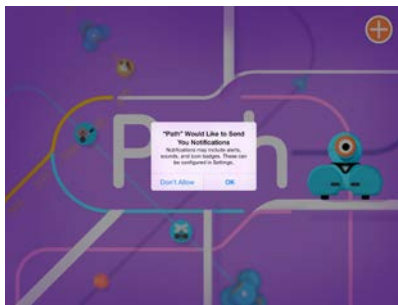 Path
"Path" Would Like to Send
You Notifications
Notifications may include alerts,
sounds, and icon badges. These can
be configured in Settings.
Don't Allow
OK